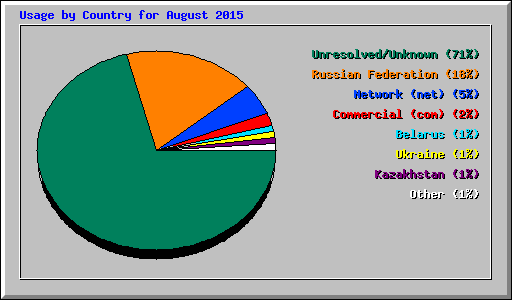 Usage by Country for August 2015
Unresolved/Unknown (71%)
Russian Federation (18%)
Network (net) (5%)
Commercial (com) (2%)
Belarus (1%)
Ukraine (1%)
Kazakhstan (1%)
Other (1%)